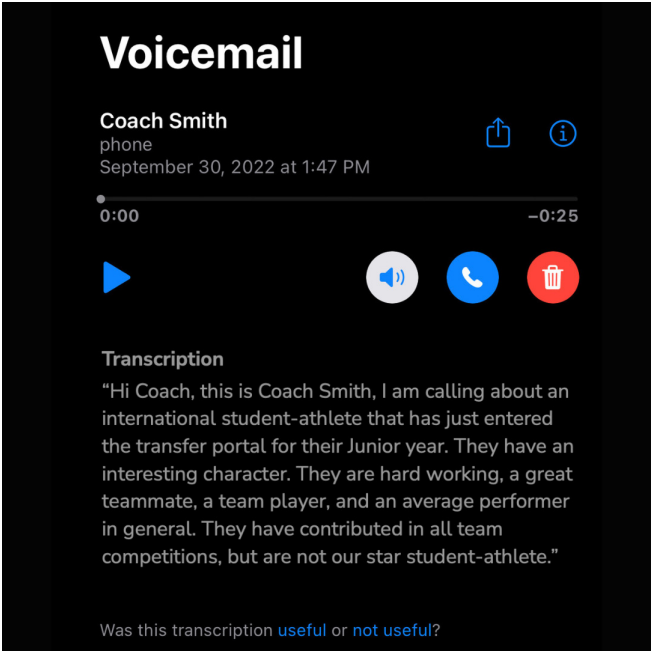 Voicemail
Coach Smith
phone
September 30, 2022 at 1:47 PM
0:00 −0:25
Transcription
“Hi Coach, this is Coach Smith, I am calling about an
international student-athlete that has just entered
the transfer portal for their Junior year. They have an
interesting character. They are hard working, a great
teammate, a team player, and an average performer
in general. They have contributed in all team
competitions, but are not our star student-athlete.”
Was this transcription useful or not useful?